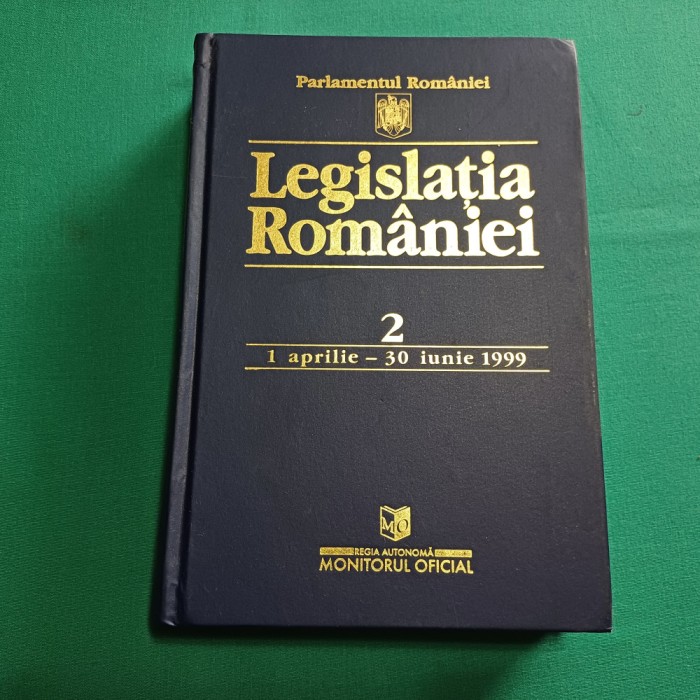 Parlamentul României
Legislația
României
2
1 aprilie – 30 iunie 1999
MO
REGIA AUTONOMĂ
MONITORUL OFICIAL